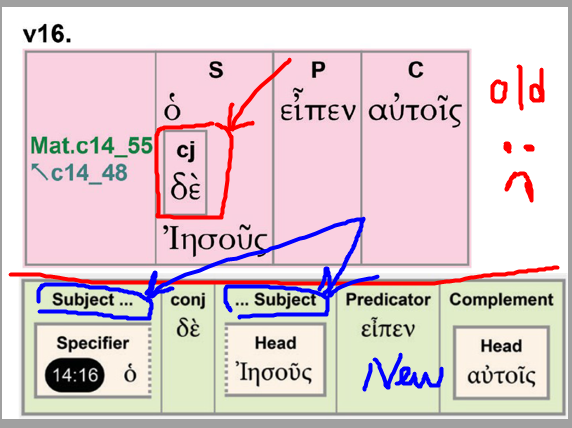 v16.
S P C
ὁ εἶπεν αὐτοῖς old
Mat.c14_55 cj
↖c14_48 δὲ
Ἰησοῦς
Subject ... conj ... Subject Predicator Complement
δὲ εἶπεν
Specifier Head Head
14:16 ὁ Ἰησοῦς New αὐτοῖς